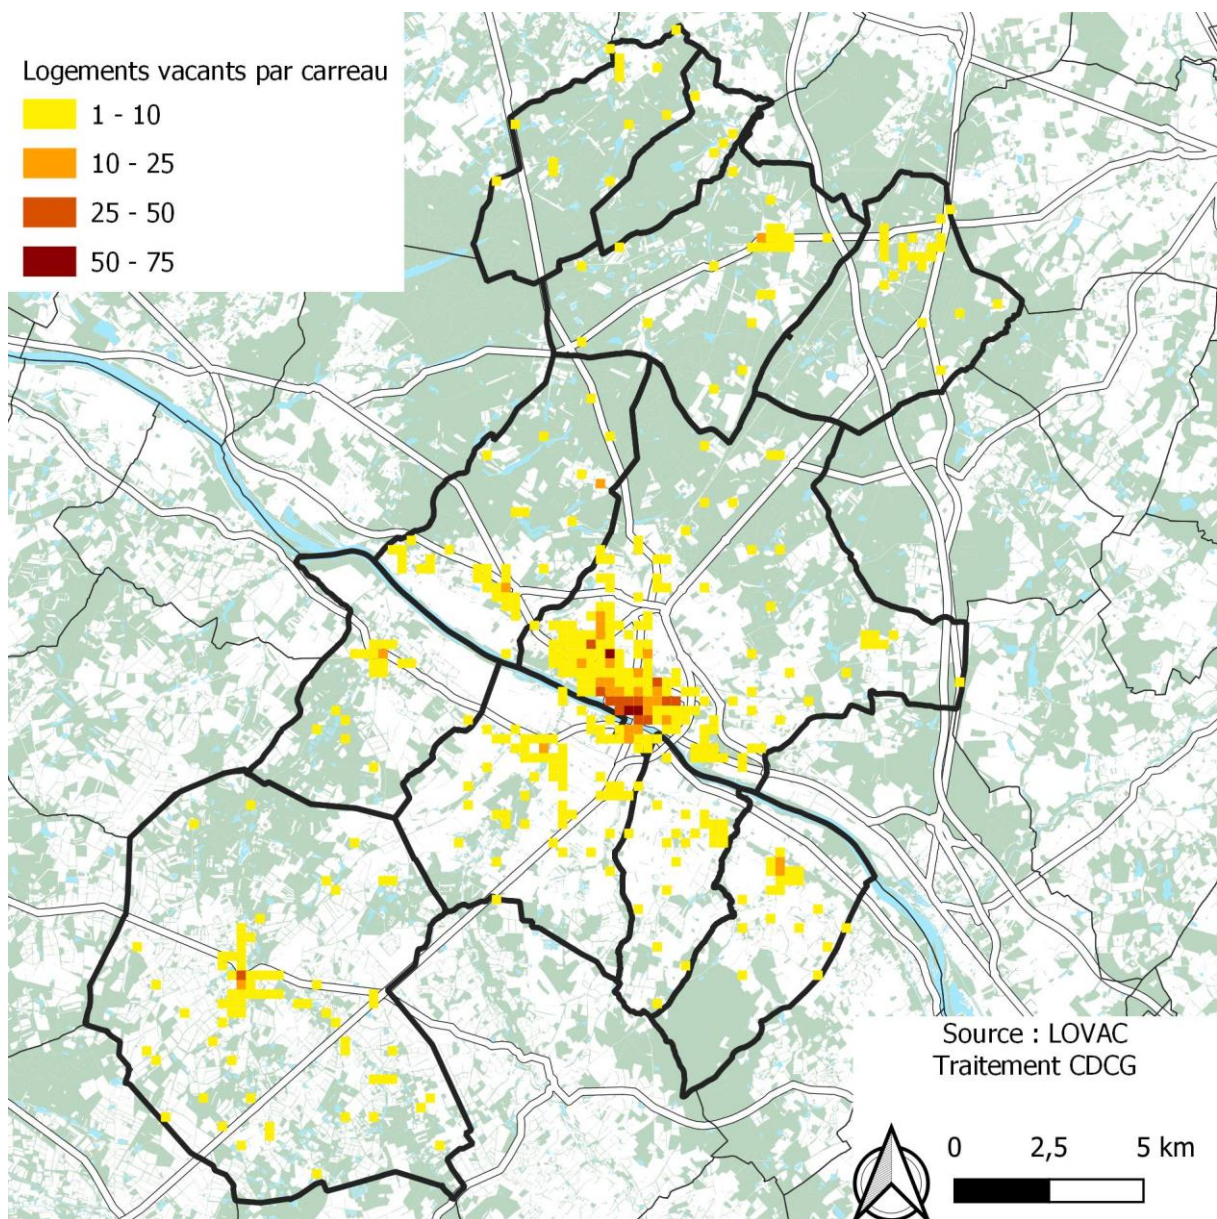 Logements vacants par carreau
1 - 10
10 - 25
25 - 50
50 - 75
Source : LOVAC
Traitement CDCG
0 2,5 5 km